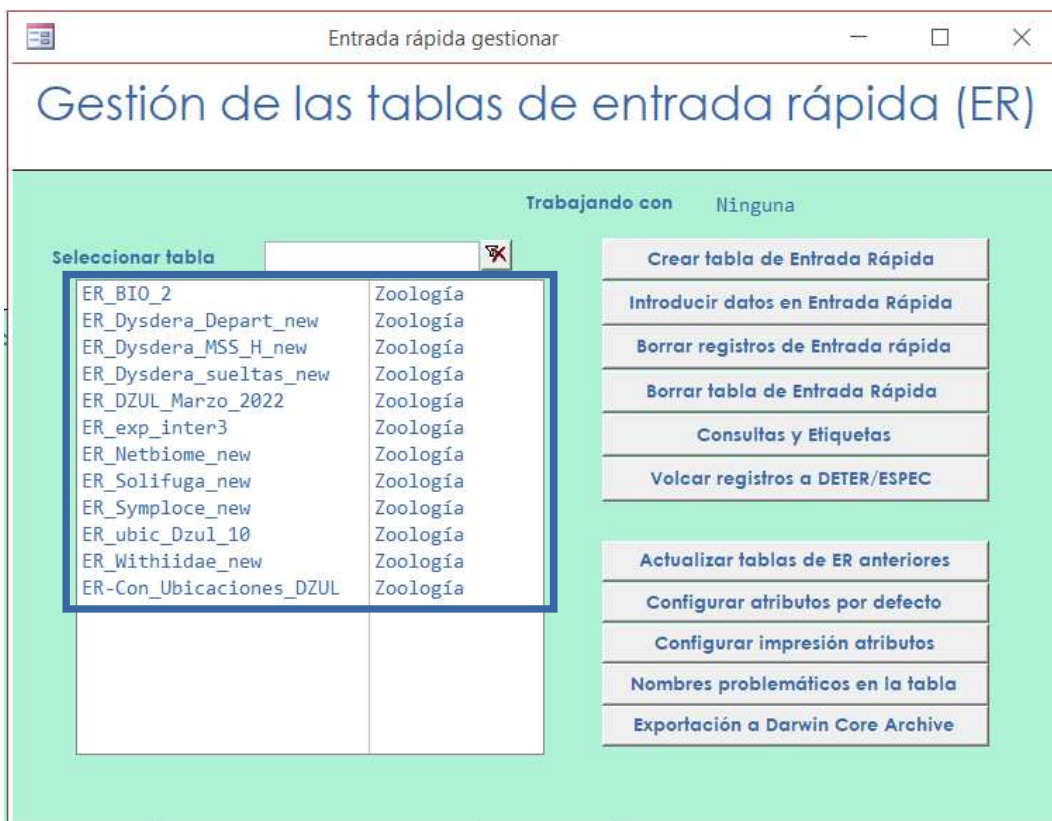 Entrada rápida gestionar
Gestión de las tablas de entrada rápida (ER)
Trabajando con Ninguna
Seleccionar tabla
ER_BIO_2 Zoología
ER_Dysdera_Depart_new Zoología
ER_Dysdera_MSS_H_new Zoología
ER_Dysdera_sueltas_new Zoología
ER_DZUL_Marzo_2022 Zoología
ER_exp_inter3 Zoología
ER_Netbiome_new Zoología
ER_Solifuga_new Zoología
ER_Symploce_new Zoología
ER_ubic_Dzul_10 Zoología
ER_Withiidae_new Zoología
ER-Con_Ubicaciones_DZUL Zoología
Crear tabla de Entrada Rápida
Introducir datos en Entrada Rápida
Borrar registros de Entrada rápida
Borrar tabla de Entrada Rápida
Consultas y Etiquetas
Volcar registros a DETER/ESPEC
Actualizar tablas de ER anteriores
Configurar atributos por defecto
Configurar impresión atributos
Nombres problemáticos en la tabla
Exportación a Darwin Core Archive